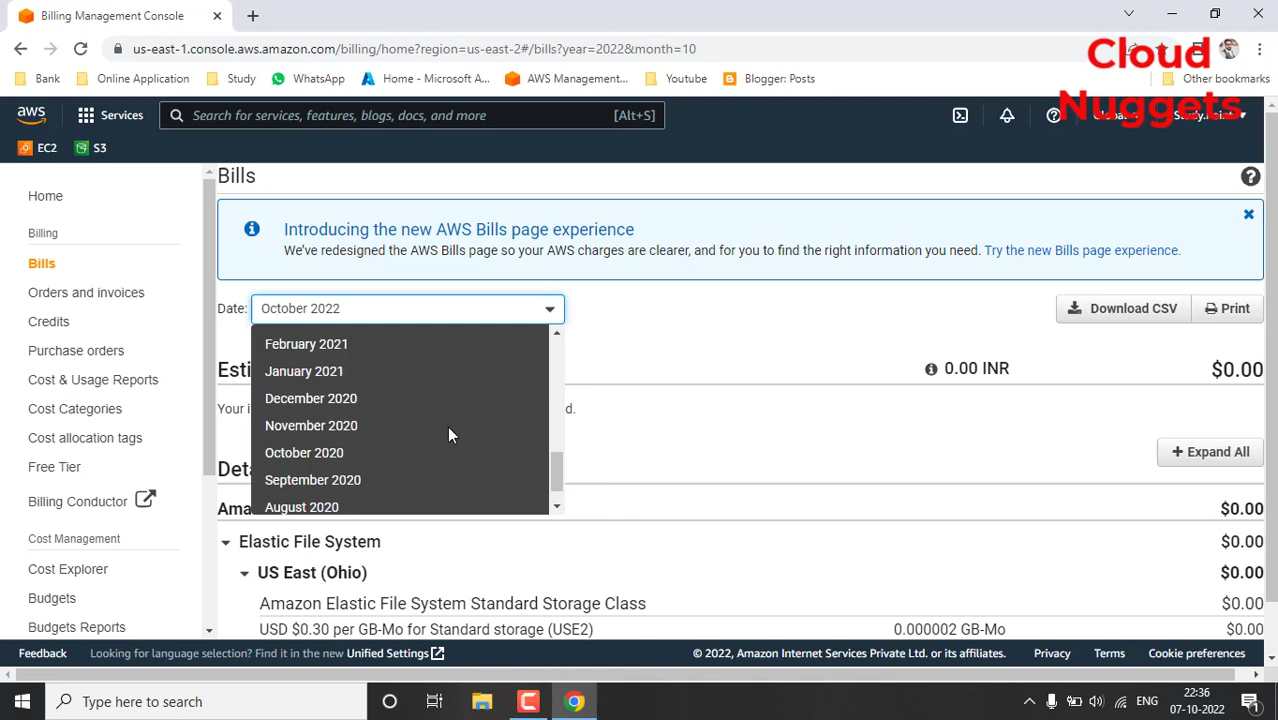 Billing Management Console
us-east-1.console.aws.amazon.com/billing/home?region=us-east-2#/bills?year=2022&month=10
Bank
Online Application
Study
WhatsApp
Home - Microsoft A...
AWS Management...
Youtube
Blogger: Posts
Other bookmarks
Cloud
Nuggets
aws
Services
Search for services, features, blogs, docs, and more
[Alt+S]
EC2
S3
Home
Billing
Bills
Orders and invoices
Credits
Purchase orders
Cost & Usage Reports
Cost Categories
Cost allocation tags
Free Tier
Billing Conductor
Cost Management
Cost Explorer
Budgets
Budgets Reports
Bills
Introducing the new AWS Bills page experience
We've redesigned the AWS Bills page so your AWS charges are clearer, and for you to find the right information you need. Try the new Bills page experience.
Date: October 2022
Download CSV
Print
February 2021
January 2021
December 2020
November 2020
October 2020
September 2020
August 2020
0.00 INR
$0.00
Expand All
$0.00
Elastic File System
$0.00
US East (Ohio)
$0.00
Amazon Elastic File System Standard Storage Class
$0.00
USD $0.30 per GB-Mo for Standard storage (USE2)
0.000002 GB-Mo
$0.00
Feedback
Looking for language selection? Find it in the new Unified Settings
© 2022, Amazon Internet Services Private Ltd. or its affiliates.
Privacy
Terms
Cookie preferences
Type here to search
ENG
22:36
07-10-2022
1